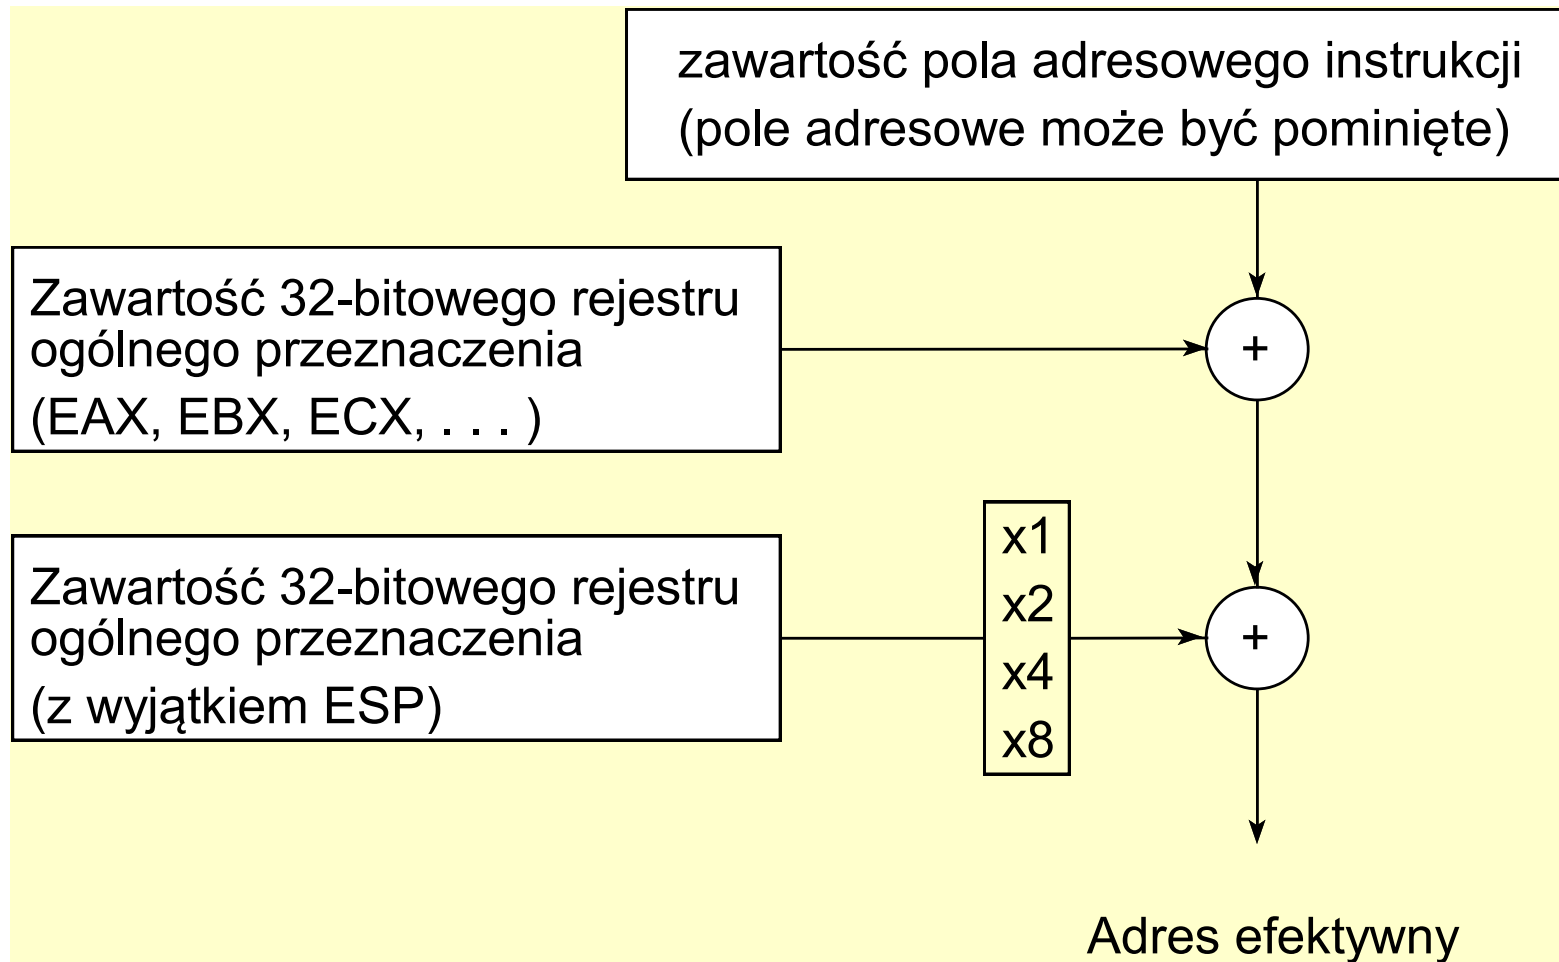 zawartość pola adresowego instrukcji
(pole adresowe może być pominięte)
Zawartość 32-bitowego rejestru
ogólnego przeznaczenia
(EAX, EBX, ECX, . . . )
+
Zawartość 32-bitowego rejestru
ogólnego przeznaczenia
(z wyjątkiem ESP)
x1
x2
x4
x8
+
Adres efektywny